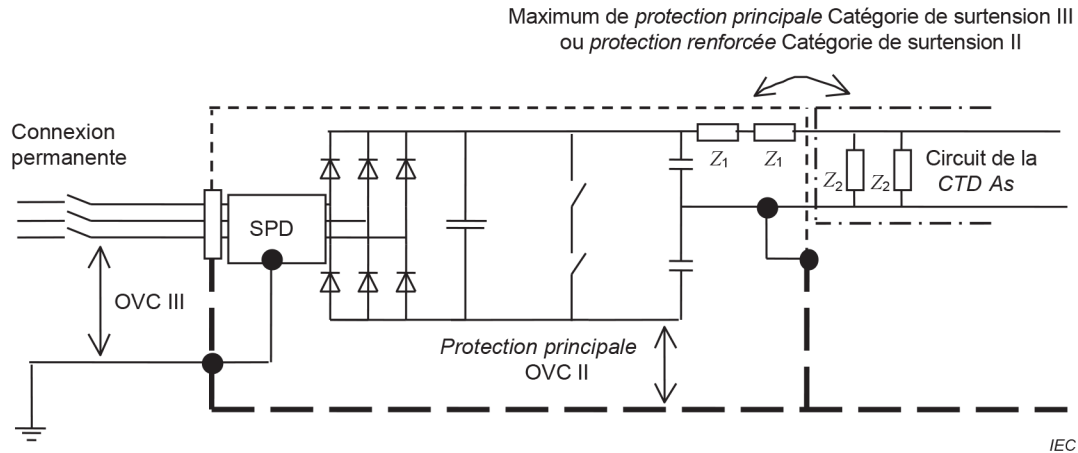 Maximum de protection principale Catégorie de surtension III
ou protection renforcée Catégorie de surtension II
Connexion
permanente
Z1
Z1
Z2
Z2
Circuit de la
CTD As
SPD
OVC III
Protection principale
OVC II
IEC